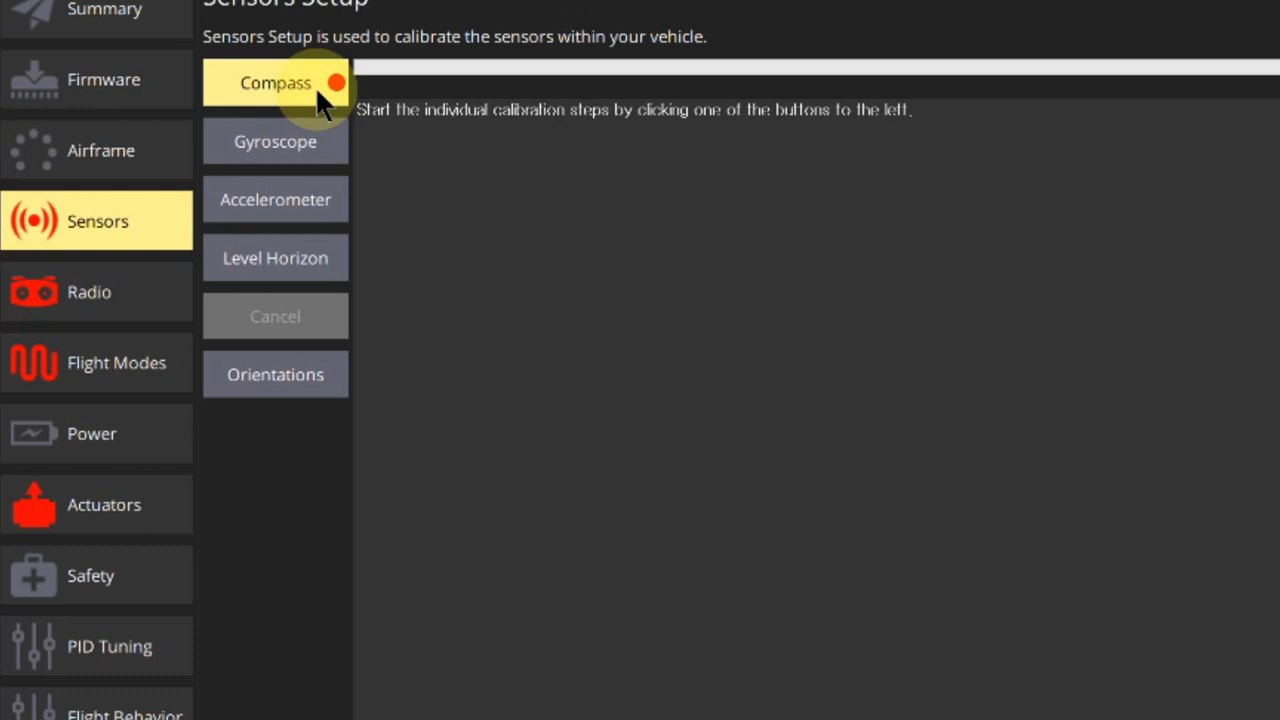 Sensors Setup
Sensors Setup is used to calibrate the sensors within your vehicle.
Summary
Firmware
Airframe
Sensors
Radio
Flight Modes
Power
Actuators
Safety
PID Tuning
Flight Behavior
Compass
Gyroscope
Accelerometer
Level Horizon
Cancel
Orientations
Start the individual calibration steps by clicking one of the buttons to the left.